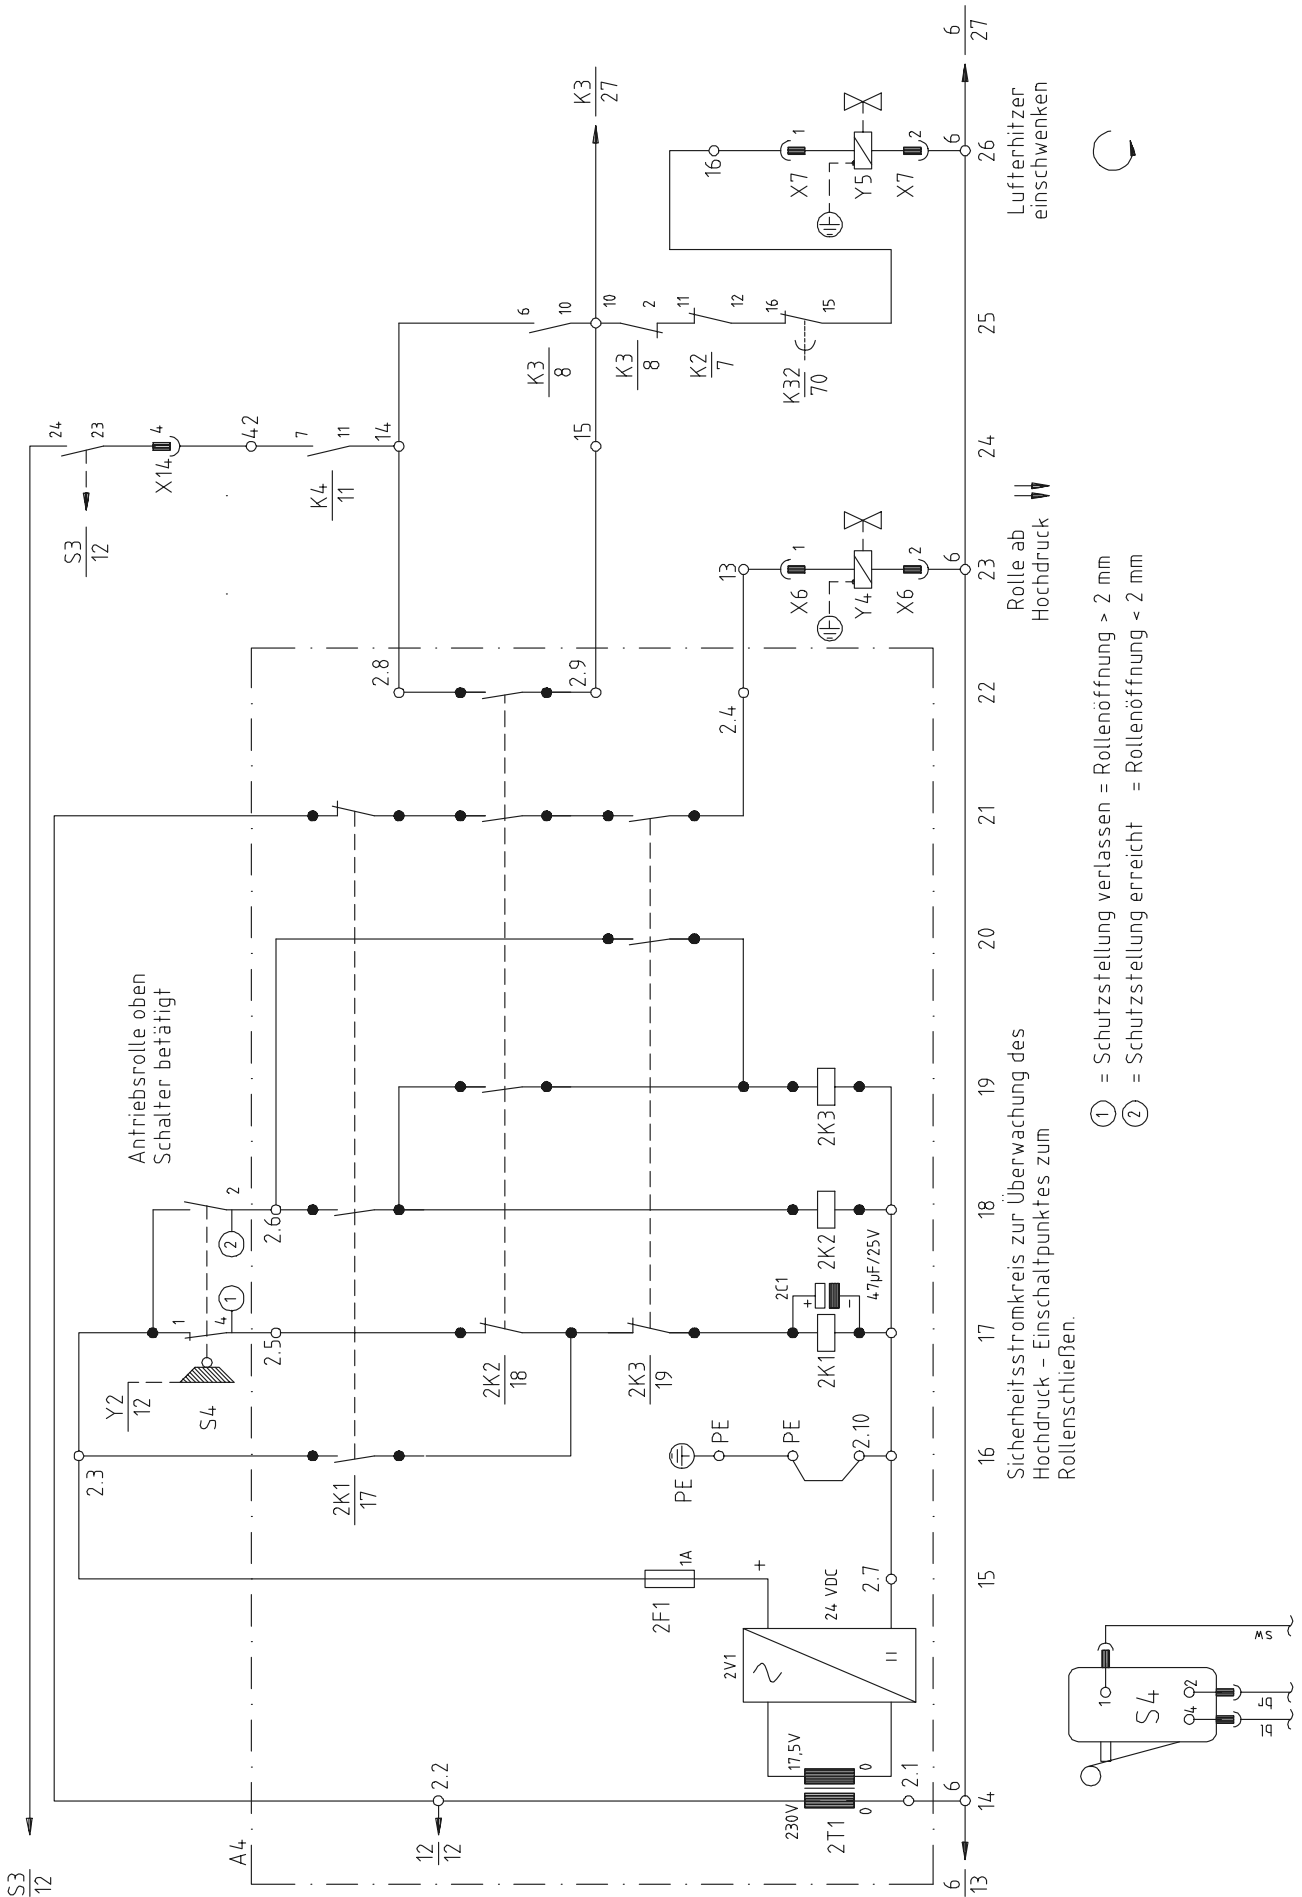 S3
12
6
13
A4
12
12
2.2
230V
0
2T1
17,5V
0
2.1
6
14
2V1
24 VDC
=
+
2F1
1A
2.7
15
2.3
2K1
17
PE
PE
PE
2.10
16
Y2
12
S4
1
4
1
2.5
2K2
18
2K3
19
2K1
2C1
+
–
47µF/25V
17
Antriebsrolle oben
Schalter betätigt
2
2
2.6
2K2
18
2K3
19
20
21
2.8
2.9
2.4
22
13
X6
1
Y4
X6
2
6
23
S3
12
24
23
X14
4
42
K4
11
7
11
14
15
24
K3
8
6
10
K3
8
10
2
K2
7
11
12
K32
70
16
15
25
K3
27
16
X7
1
Y5
X7
2
6
26
6
27
Sicherheitsstromkreis zur Überwachung des
Hochdruck – Einschaltpunktes zum
Rollenschließen.
Rolle ab
Hochdruck
Lufterhitzer
einschwenken
1 = Schutzstellung verlassen = Rollenöffnung > 2 mm
2 = Schutzstellung erreicht = Rollenöffnung < 2 mm
S4
1
4
2
sw
bl
gr